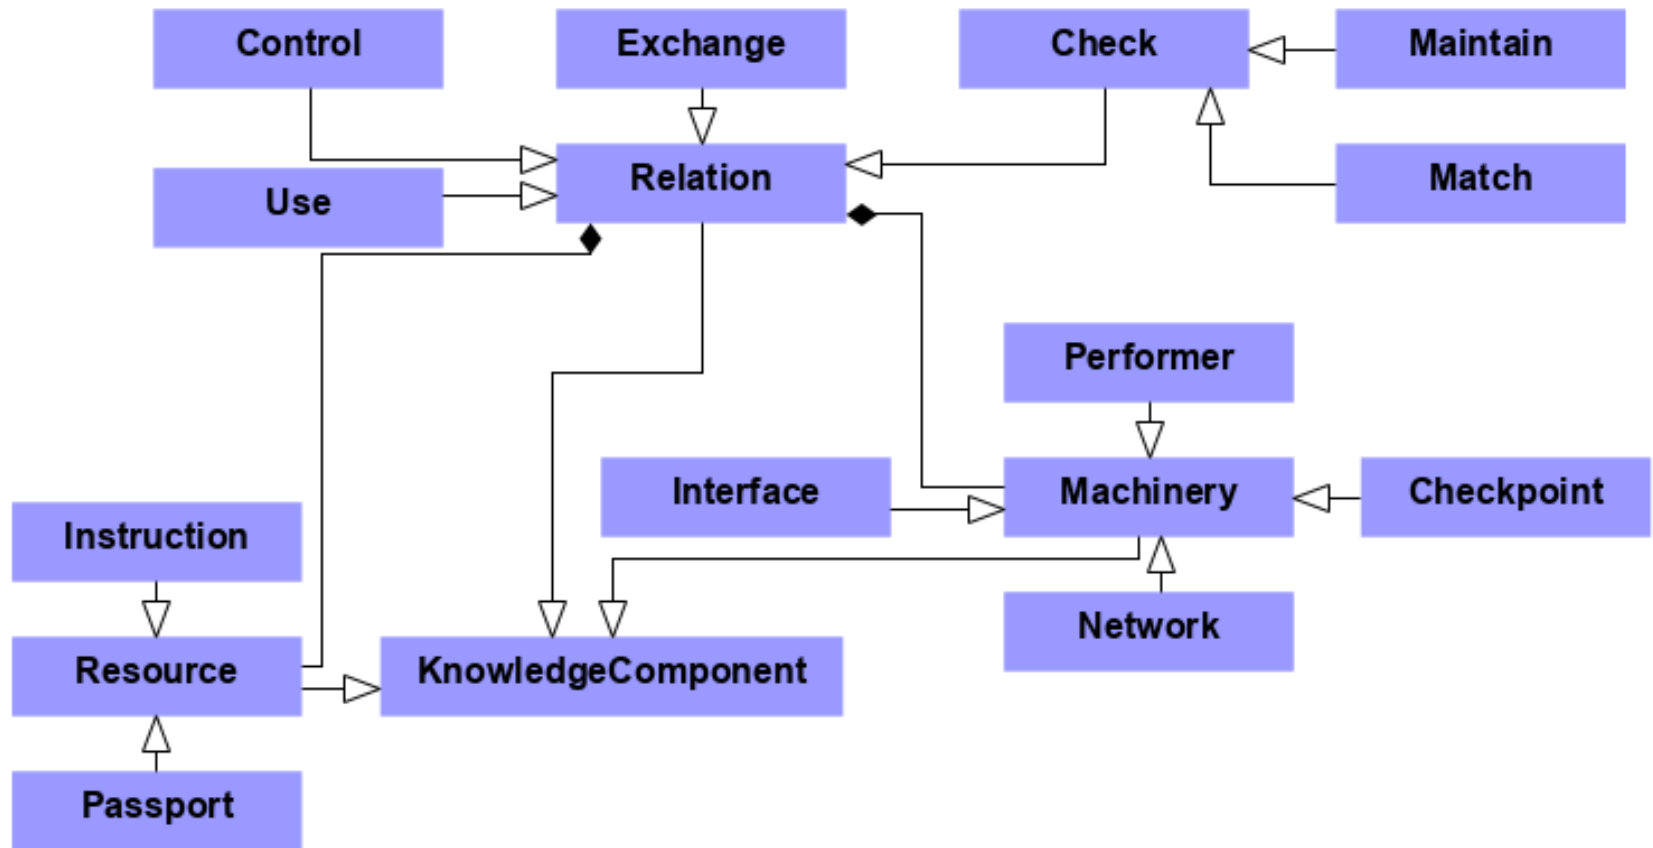 Control
Exchange
Check
Maintain
Use
Relation
Match
Performer
Interface
Machinery
Checkpoint
Instruction
Network
Resource
KnowledgeComponent
Passport